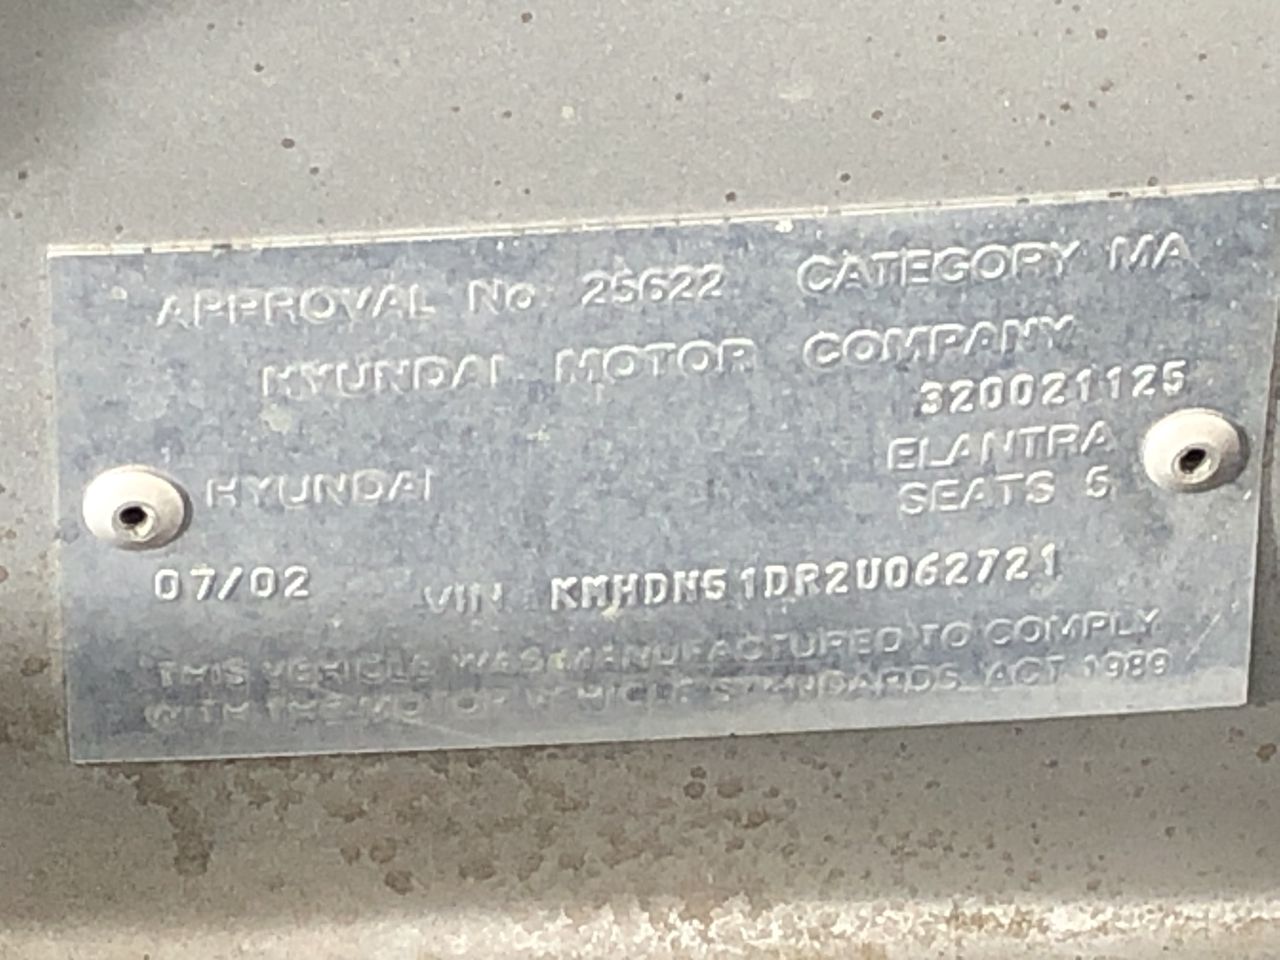 APPROVAL No 25622 CATEGORY MA
HYUNDAI MOTOR COMPANY
320021125
HYUNDAI ELANTRA
SEATS 5
07/02 VIN KMHDN51DR2U062721
THIS VEHICLE WAS MANUFACTURED TO COMPLY
WITH THE MOTOR VEHICLE STANDARDS ACT 1989